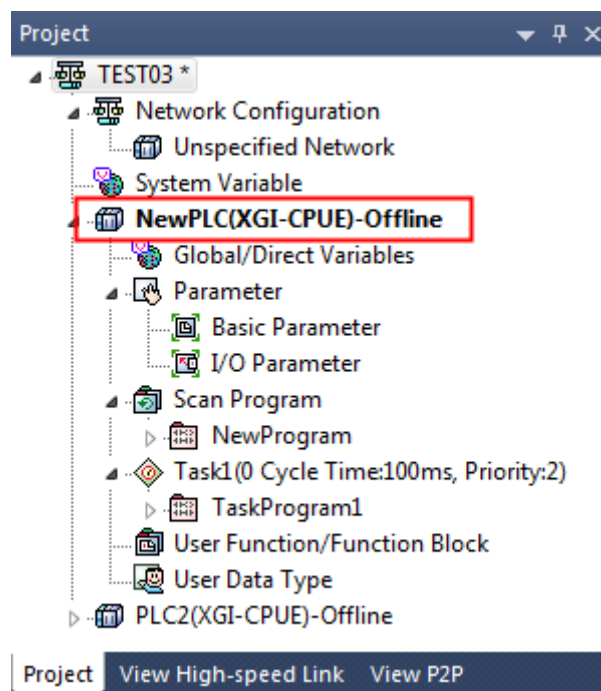 Project
TEST03 *
Network Configuration
Unspecified Network
System Variable
NewPLC(XGI-CPUE)-Offline
Global/Direct Variables
Parameter
Basic Parameter
I/O Parameter
Scan Program
NewProgram
Task1(0 Cycle Time:100ms, Priority:2)
TaskProgram1
User Function/Function Block
User Data Type
PLC2(XGI-CPUE)-Offline
Project View High-speed Link View P2P